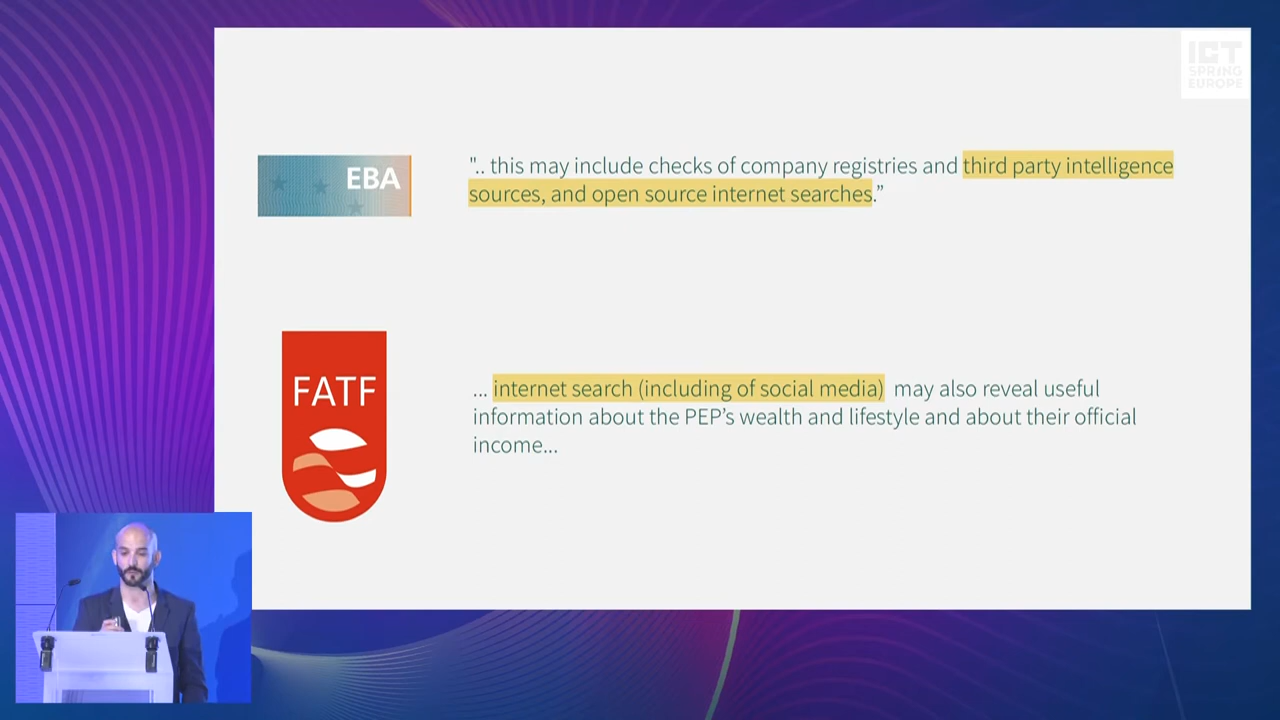 ICT
SPRING
EUROPE
EBA
".. this may include checks of company registries and third party intelligence
sources, and open source internet searches.”
FATF
... internet search (including of social media) may also reveal useful
information about the PEP’s wealth and lifestyle and about their official
income...